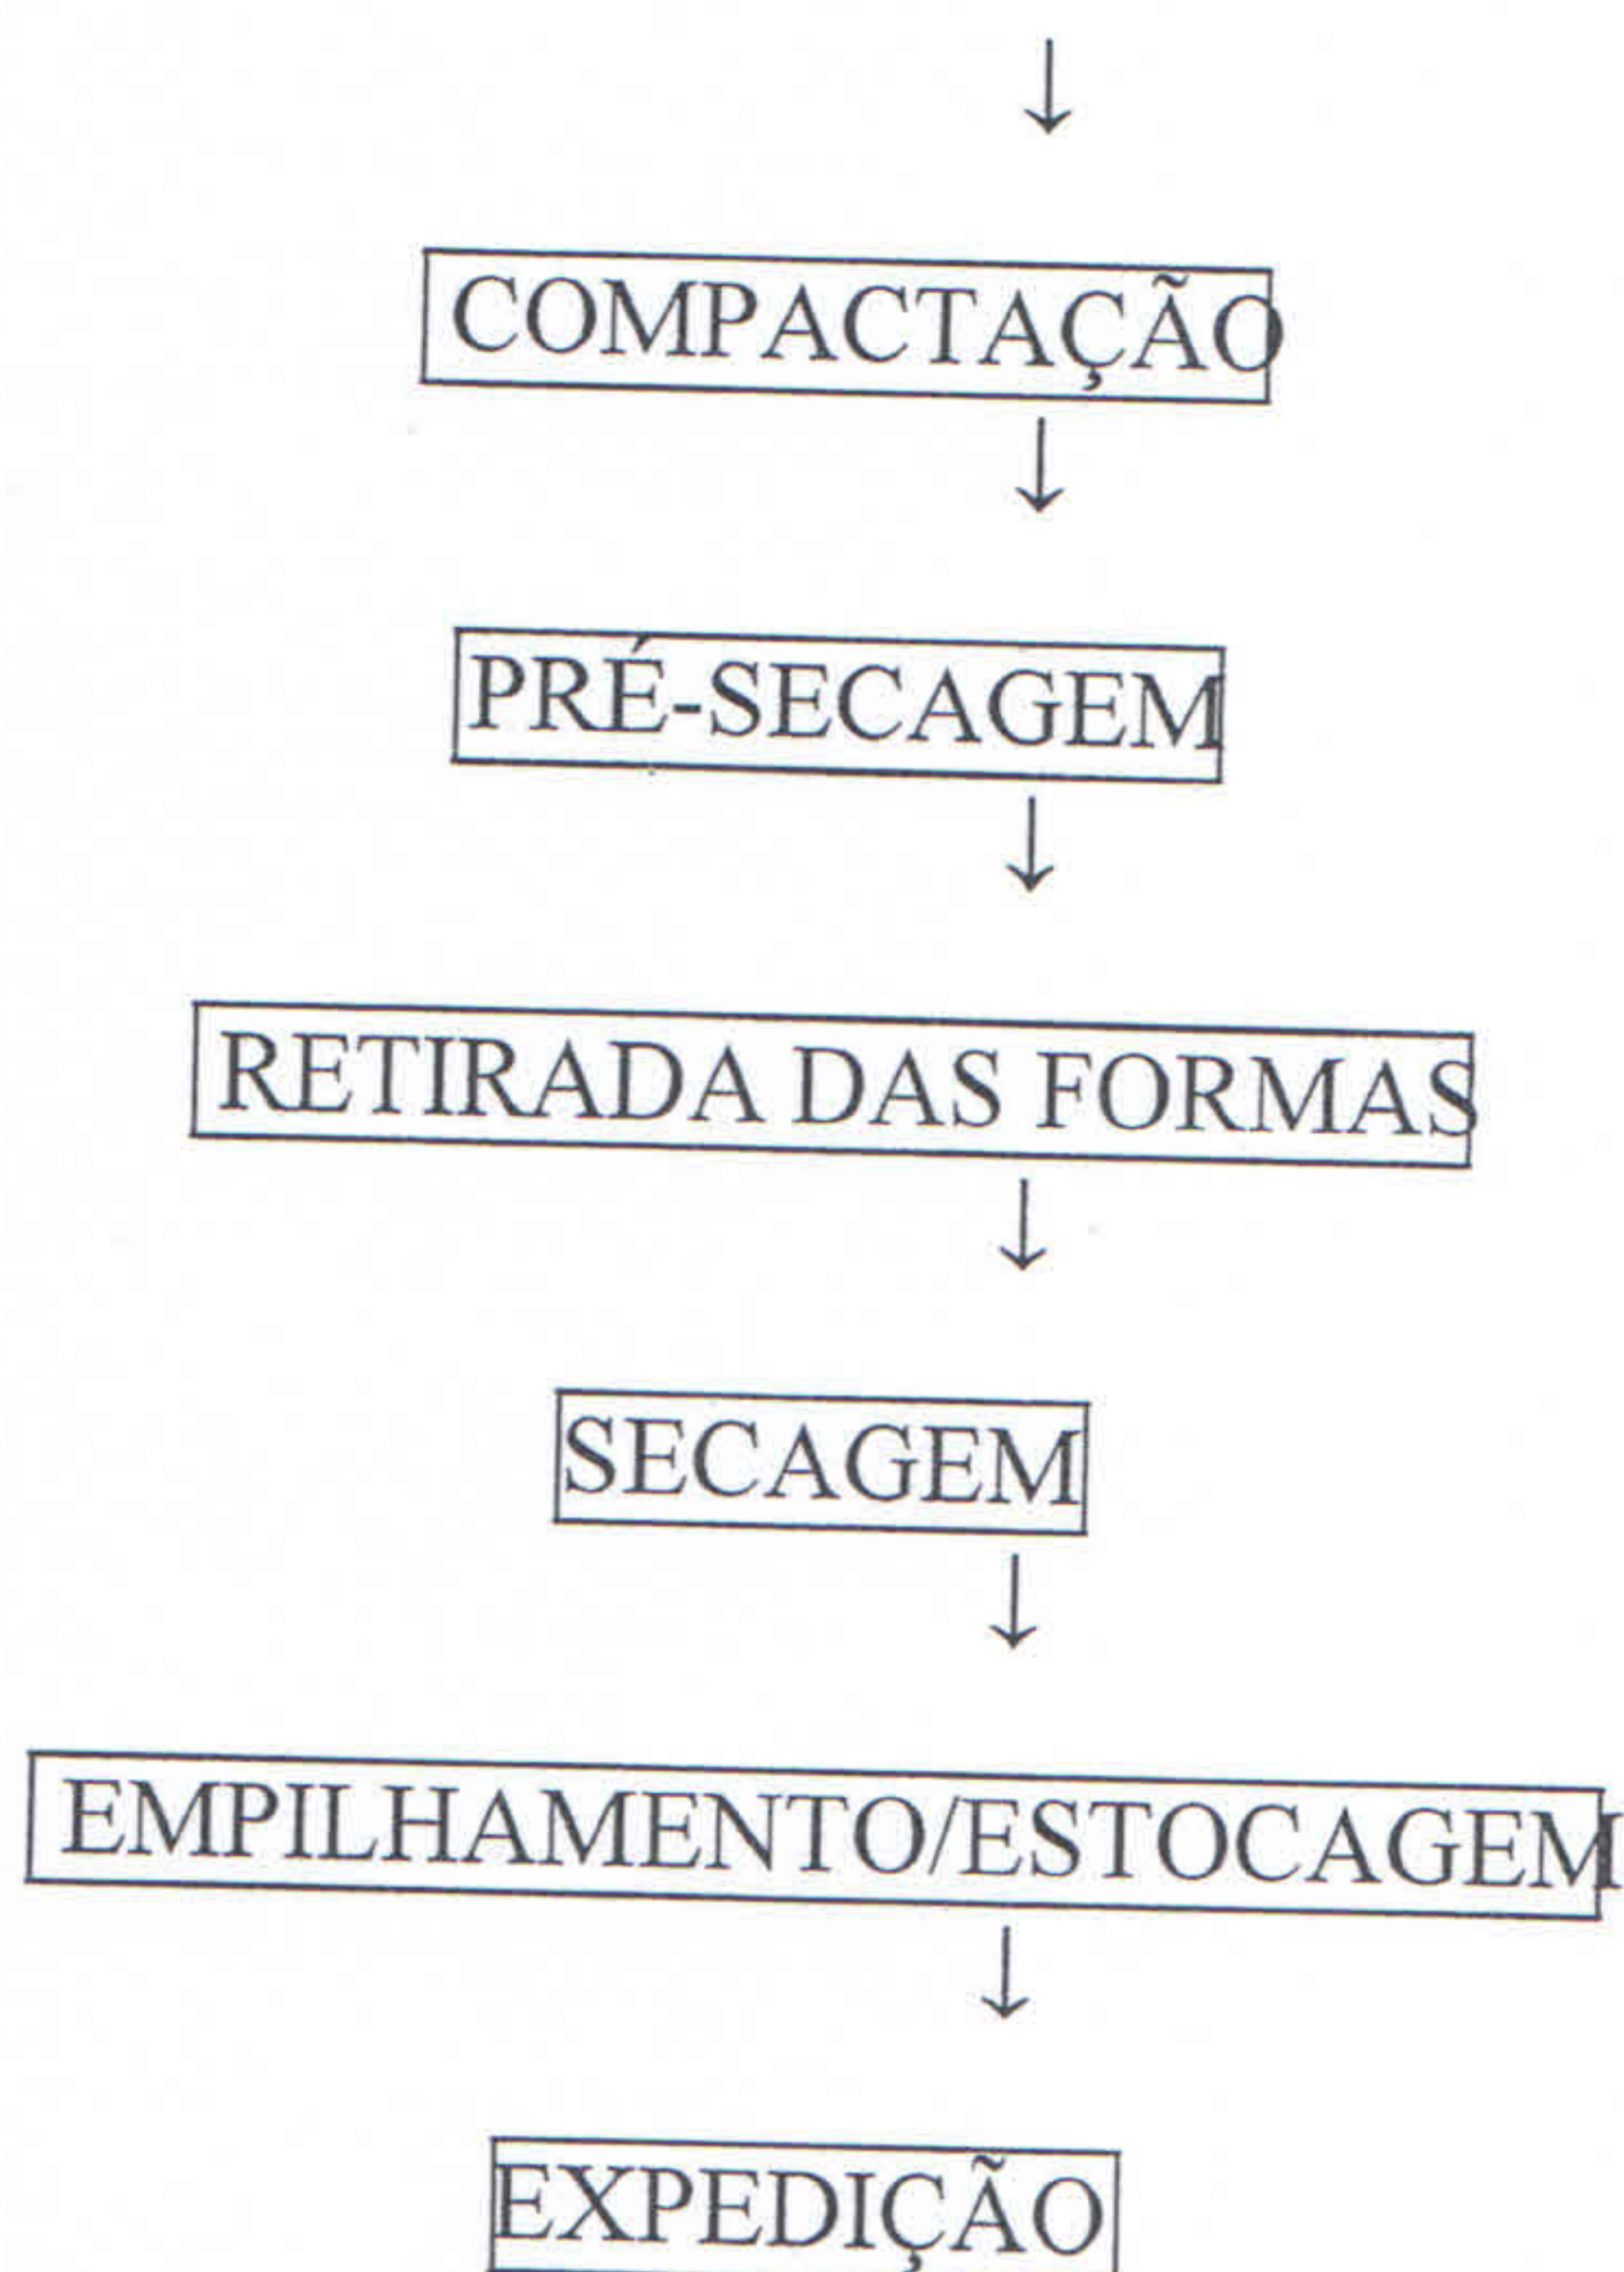 COMPACTAÇÃO
PRÉ-SECAGEM
RETIRADA DAS FORMAS
SECAGEM
EMPILHAMENTO/ESTOCAGEM
EXPEDIÇÃO